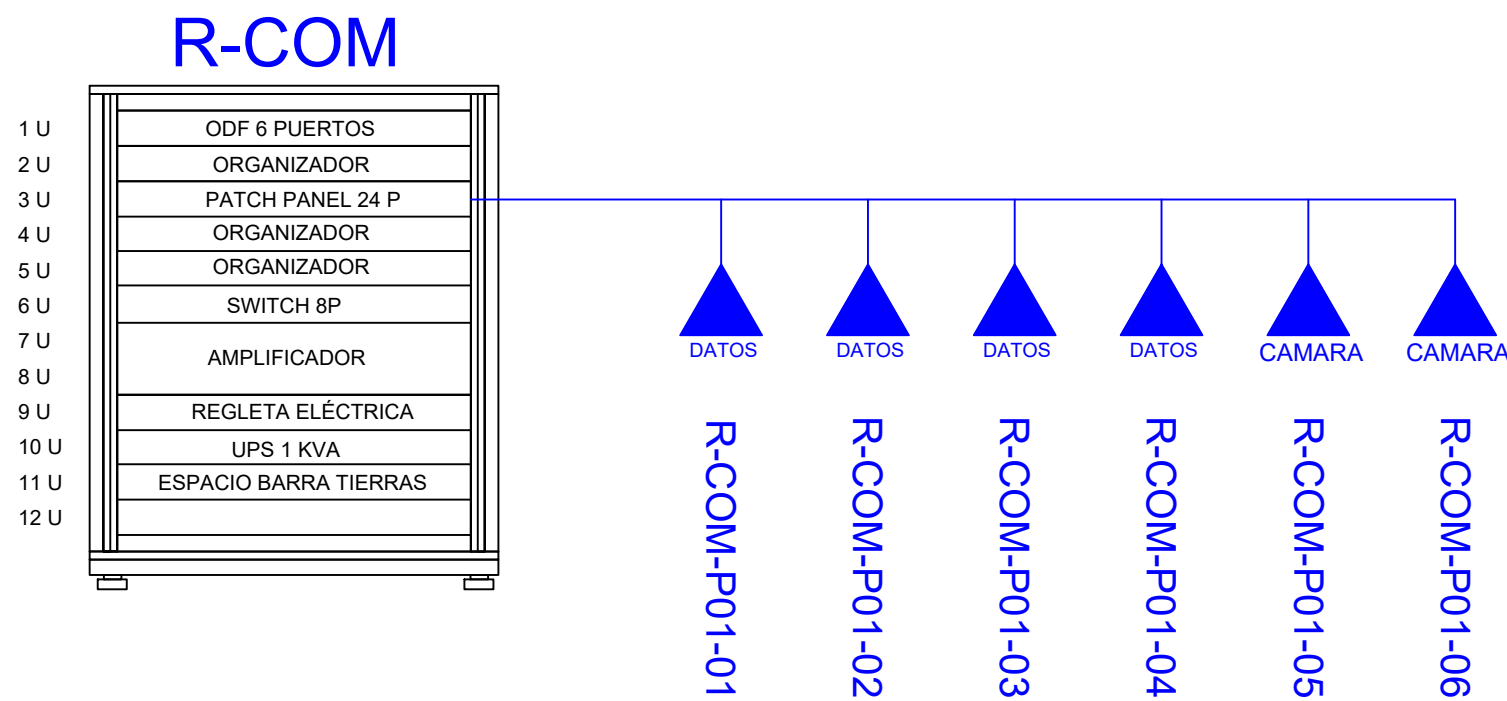 R-COM
1 U ODF 6 PUERTOS
2 U ORGANIZADOR
3 U PATCH PANEL 24 P
4 U ORGANIZADOR
5 U ORGANIZADOR
6 U SWITCH 8P
7 U
AMPLIFICADOR
8 U
9 U REGLETA ELÉCTRICA
10 U UPS 1 KVA
11 U ESPACIO BARRA TIERRAS
12 U
DATOS DATOS DATOS DATOS CAMARA CAMARA
R-COM-P01-01
R-COM-P01-02
R-COM-P01-03
R-COM-P01-04
R-COM-P01-05
R-COM-P01-06